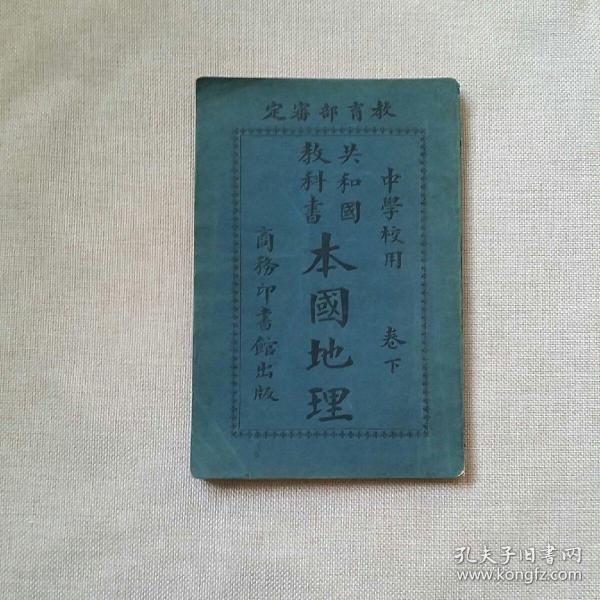 教育部審定
中學校用 卷下
共和國
教科書
本國地理
商務印書館出版
孔夫子旧书网
www.kongfz.com